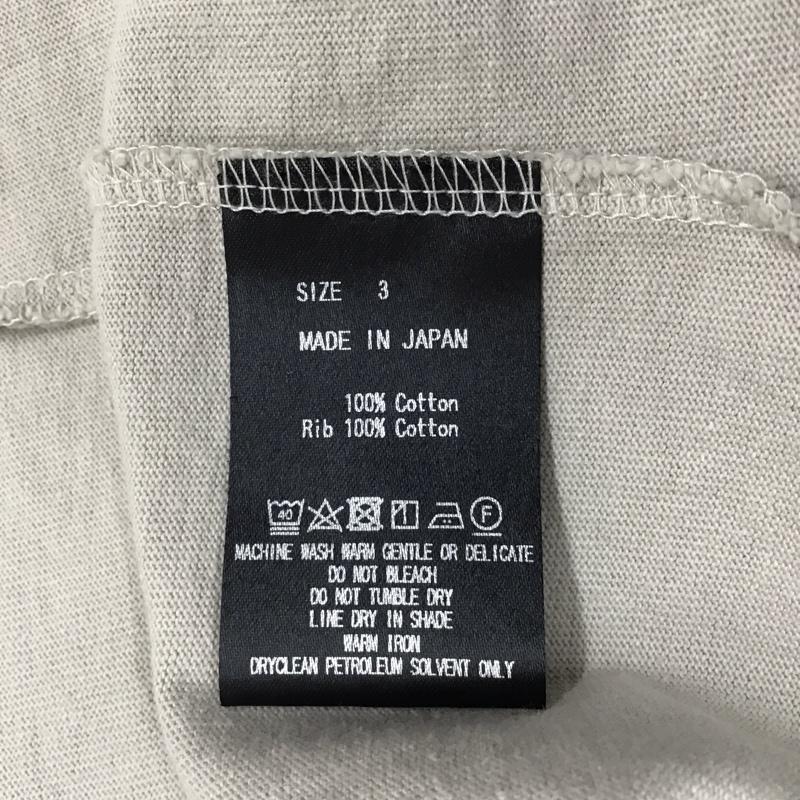 SIZE 3
MADE IN JAPAN
100% Cotton
Rib 100% Cotton
40 F
MACHINE WASH WARM GENTLE OR DELICATE
DO NOT BLEACH
DO NOT TUMBLE DRY
LINE DRY IN SHADE
WARM IRON
DRYCLEAN PETROLEUM SOLVENT ONLY